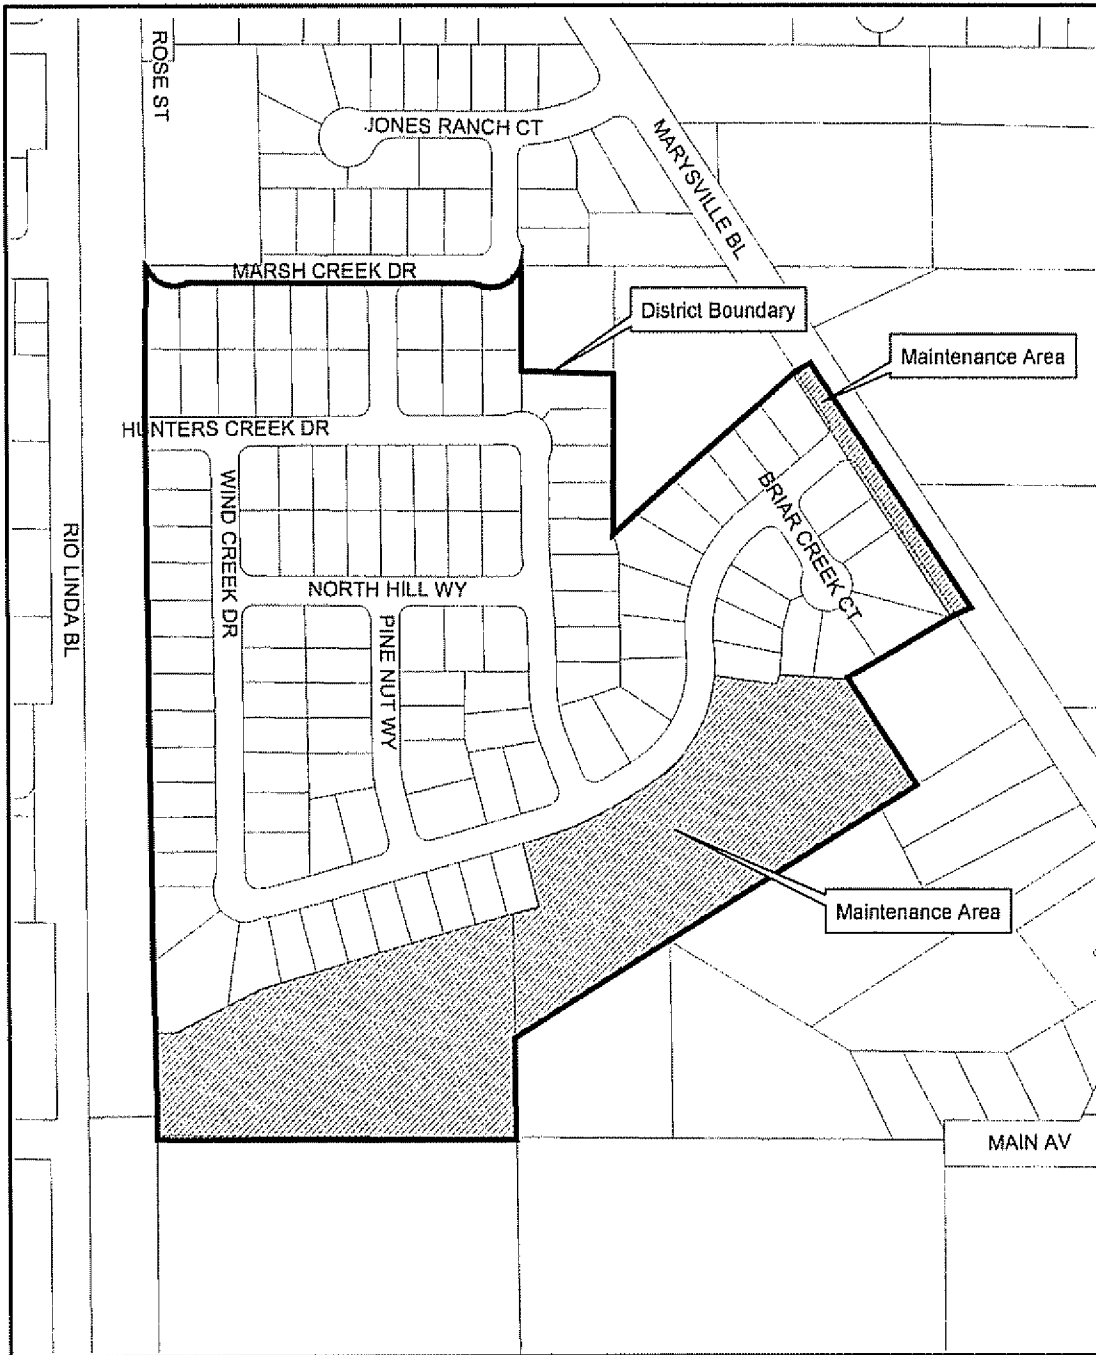 ROSE ST
JONES RANCH CT
MARYSVILLE BL
MARSH CREEK DR
District Boundary
Maintenance Area
HUNTERS CREEK DR
WIND CREEK DR
BRIAR CREEK CT
RIO LINDA BL
NORTH HILL WY
PINE NUT WY
Maintenance Area
MAIN AV